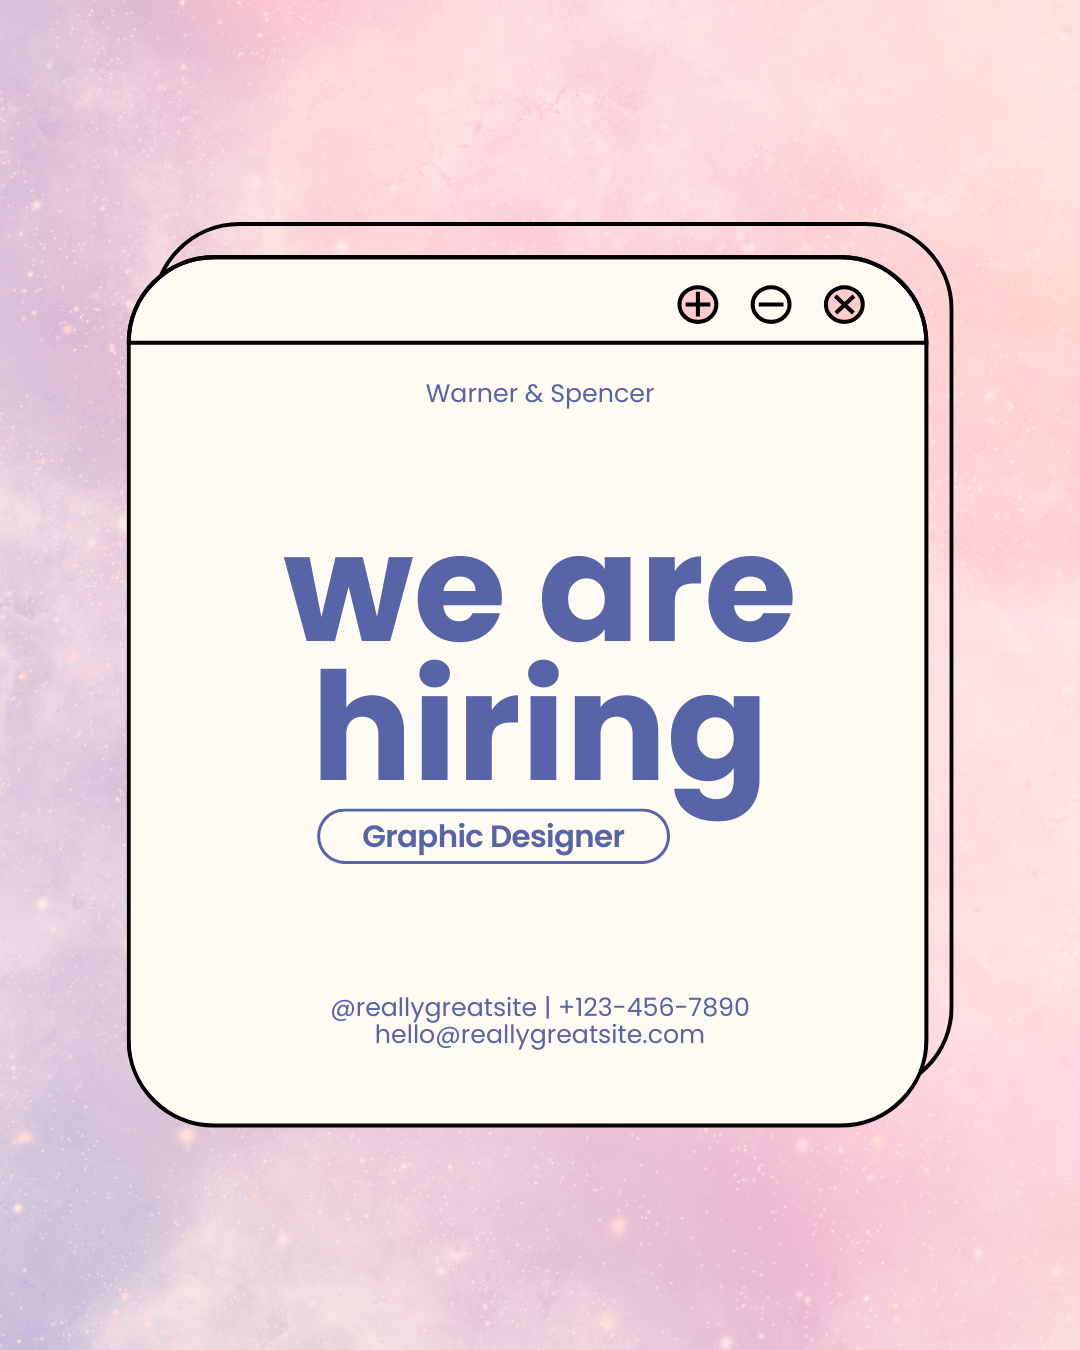 Warner & Spencer
we are
hiring
Graphic Designer
@reallygreatsite | +123-456-7890
hello@reallygreatsite.com